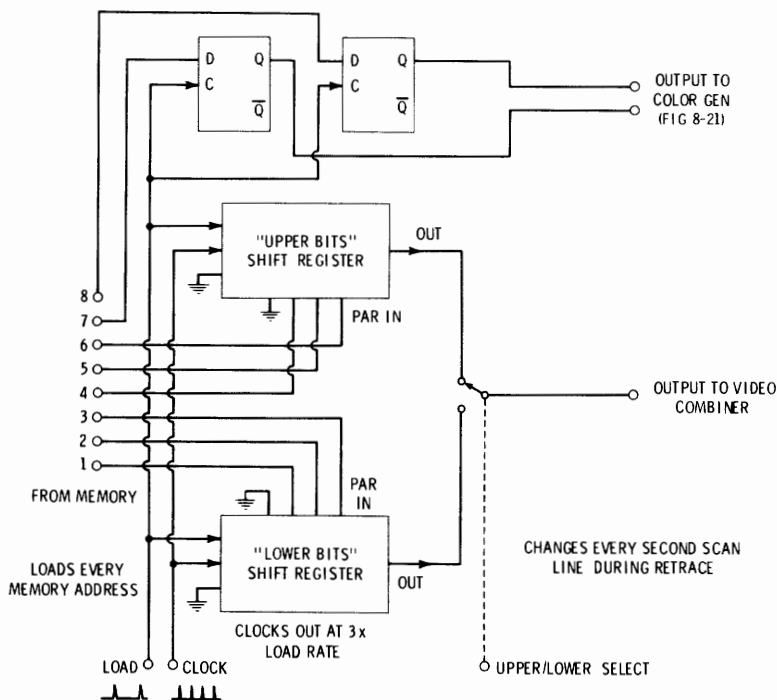 D
Q
C
Q
D
Q
C
Q
OUTPUT TO
COLOR GEN
(FIG 8-21)
"UPPER BITS"
SHIFT REGISTER
OUT
PAR IN
8
7
6
5
4
3
2
1
OUTPUT TO VIDEO
COMBINER
FROM MEMORY
PAR
IN
"LOWER BITS"
SHIFT REGISTER
OUT
LOADS EVERY
MEMORY ADDRESS
CHANGES EVERY SECOND SCAN
LINE DURING RETRACE
CLOCKS OUT AT 3x
LOAD RATE
LOAD
CLOCK
UPPER/LOWER SELECT